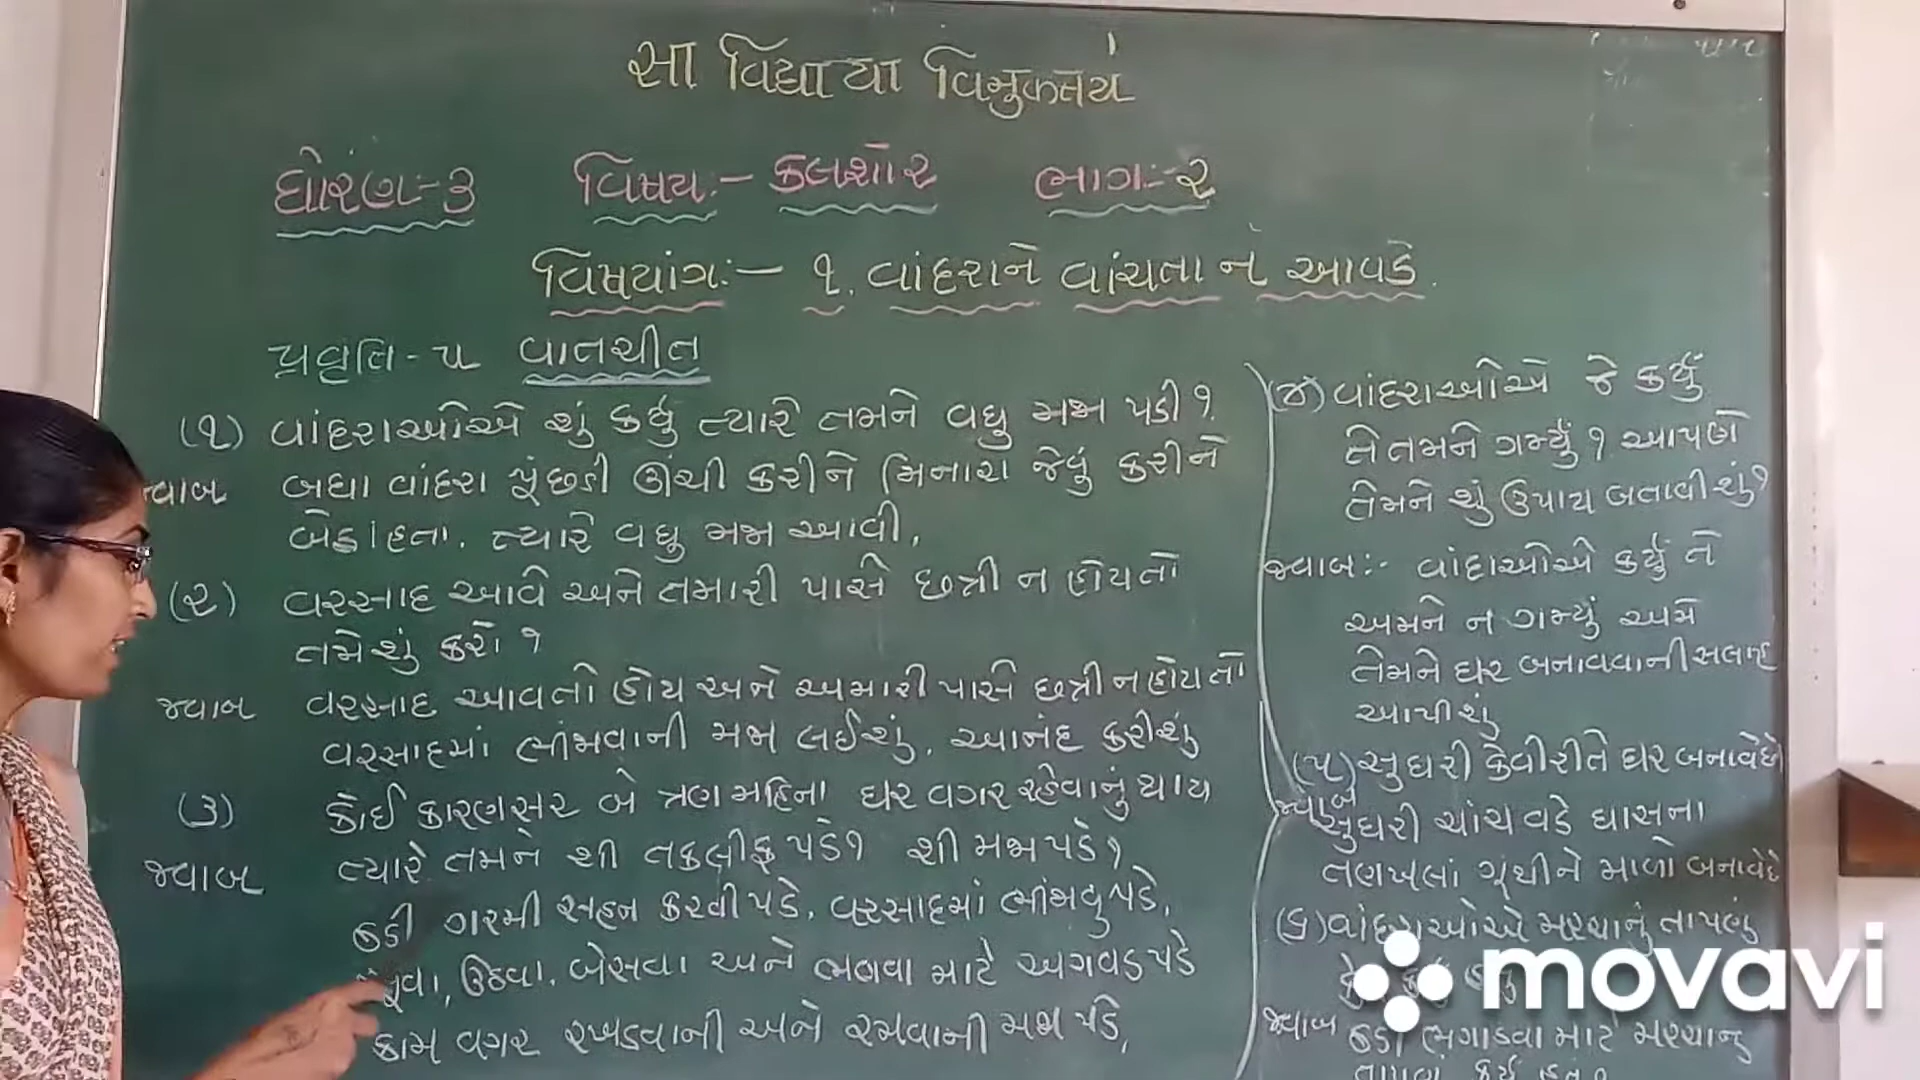 સા વિદ્યા યા વિમુક્તયે
ધોરણ:-૩ વિષય:- કલશોર ભાગ:-૨
વિષયાંગ:- ૧. વાંદરાને વાંચતા ન આવડે.
પ્રવૃતિ-૫ વાતચીત
(૧) વાંદરાઓએ શું કર્યું ત્યારે તમને વધુ મજા પડી ?
જવાબ બધા વાંદરા પૂંછડી ઊંચી કરીને મિનારા જેવું કરીને
બેઠા હતા. ત્યારે વધુ મજા આવી.
(૨) વરસાદ આવે અને તમારી પાસે છત્રી ન હોય તો
તમે શું કરો ?
જવાબ વરસાદ આવતો હોય અને અમારી પાસે છત્રી ન હોય તો
વરસાદમાં ભીંજાવાની મજા લઈશું. આનંદ કરીશું
(૩) કોઈ કારણસર બે ત્રણ મહિના ઘર વગર રહેવાનું થાય
ત્યારે તમને શી તકલીફ પડે ? શી મજા પડે ?
જવાબ ઠંડી ગરમી સહન કરવી પડે. વરસાદમાં ભીંજાવુ પડે.
સૂવા, ઉઠવા, બેસવા અને ભણવા માટે અગવડ પડે
કામ વગર રખડવાની અને રમવાની મજા પડે.
(૪) વાંદરાઓએ જે કર્યું
તે તમને ગમ્યું ? આપણે
તેમને શું ઉપાય બતાવીશું ?
જવાબ:- વાંદરાઓએ કર્યું તે
અમને ન ગમ્યું અમે
તેમને ઘર બનાવવાની સલાહ
આપીશું
(૫) સુઘરી કેવી રીતે ઘર બનાવે છે
જવાબ સુઘરી ચાંચ વડે ઘાસના
તણખલાં ગૂંથીને માળો બનાવે છે
(૬) વાંદરાઓએ મરચાનું તાપણું
જવાબ ઠંડી ભગાડવા માટે મરચાનુ
movavi